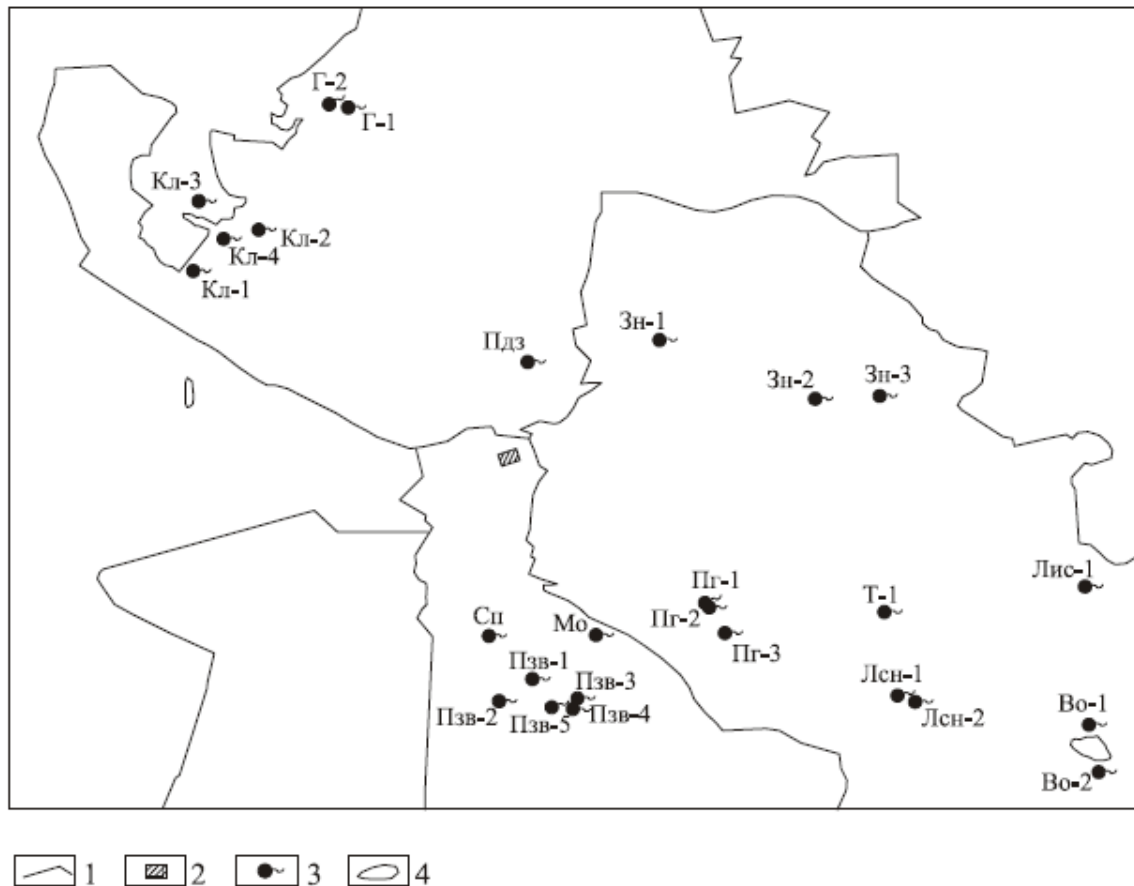 Г-2
Г-1
Кл-3
Кл-2
Кл-4
Кл-1
Зн-1
Пдз
Зн-2
Зн-3
Лис-1
Пг-1
Т-1
Пг-2
Сп
Мо
Пг-3
Пзв-1
Лсн-1
Пзв-3
Пзв-2
Пзв-5
Пзв-4
Лсн-2
Во-1
Во-2
1
2
3
4